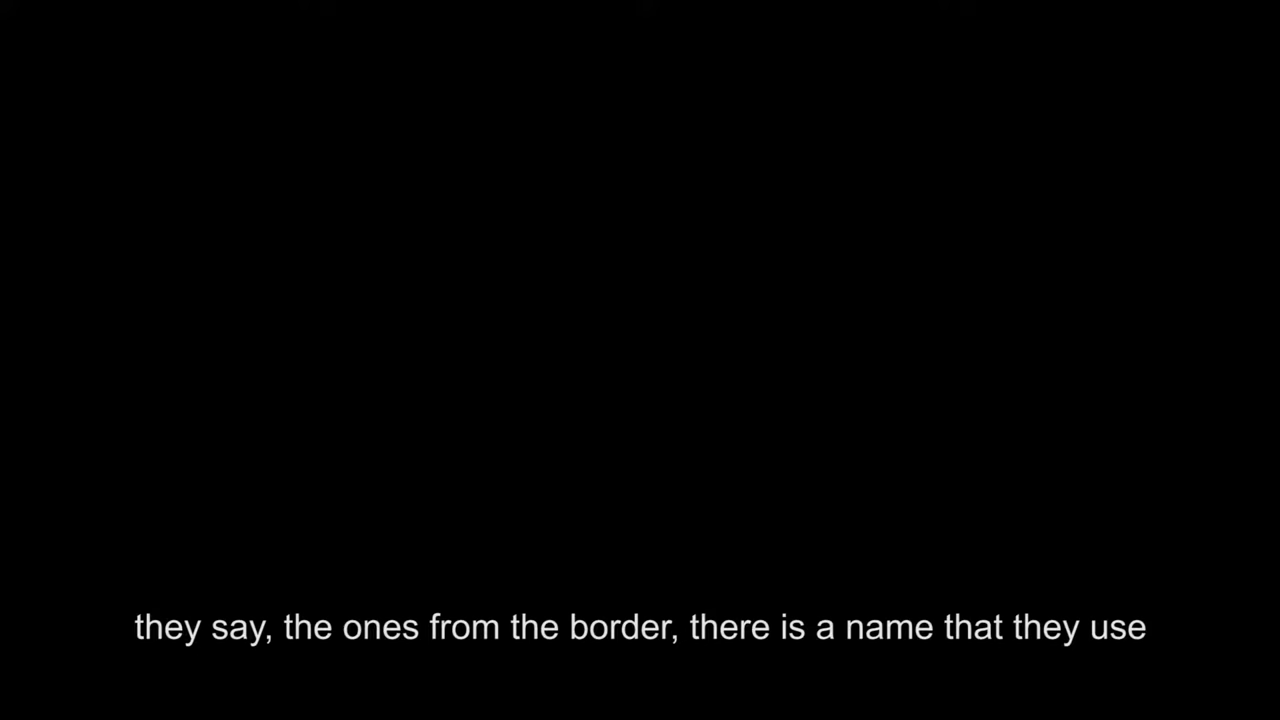 they say, the ones from the border, there is a name that they use